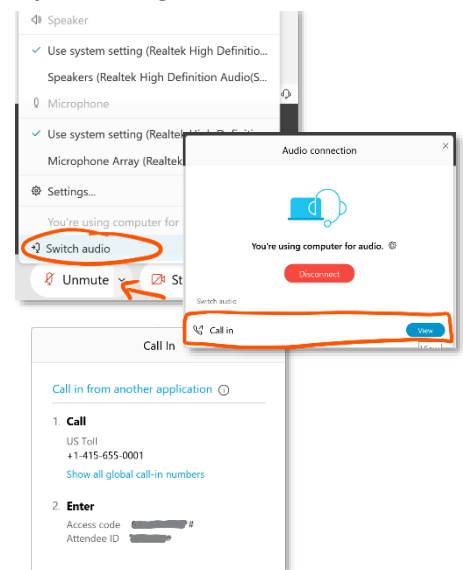 Speaker
Use system setting (Realtek High Definitio...
Speakers (Realtek High Definition Audio(S...
Microphone
Use system setting (Realtek High Definitio...
Microphone Array (Realtek
Settings...
You're using computer for
Switch audio
Unmute
St
Audio connection
You're using computer for audio.
Disconnect
Switch audio
Call in
View
Call In
Call in from another application
1. Call
US Toll
+1-415-655-0001
Show all global call-in numbers
2. Enter
Access code #
Attendee ID